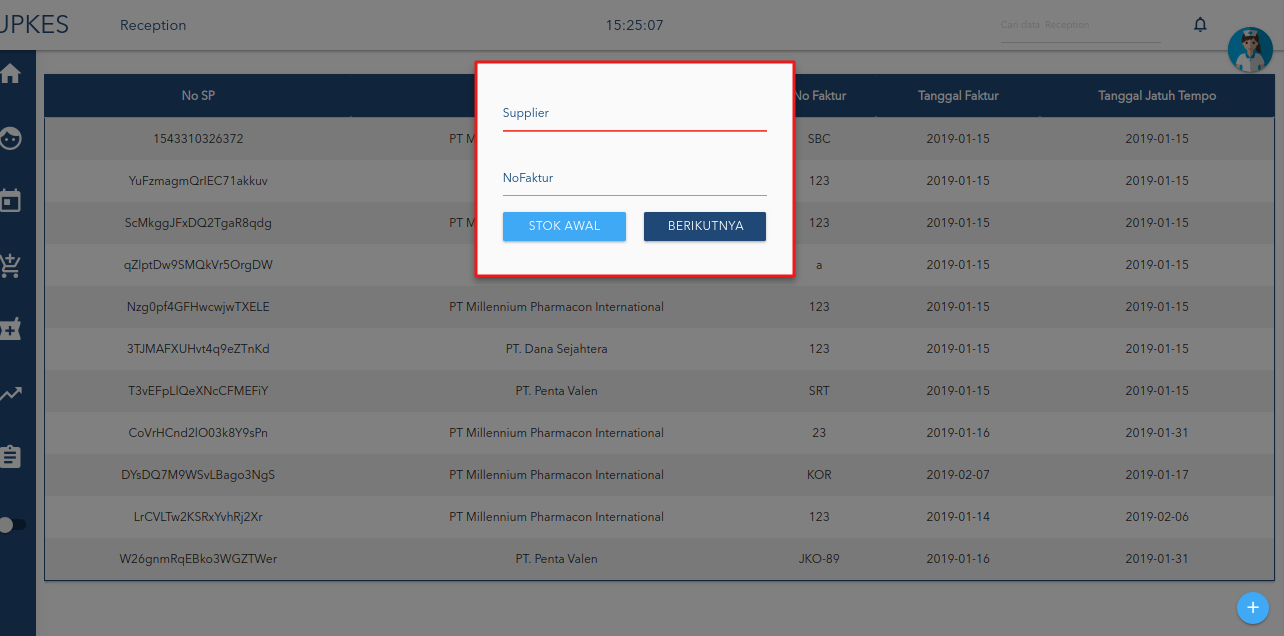 UPKES Reception 15:25:07 Cari data Reception
No SP No Faktur Tanggal Faktur Tanggal Jatuh Tempo
Supplier
NoFaktur
STOK AWAL BERIKUTNYA
1543310326372 PT M SBC 2019-01-15 2019-01-15
YuFzmagmQrIEC71akkuv 123 2019-01-15 2019-01-15
ScMkggJFxDQ2TgaR8qdg PT M 123 2019-01-15 2019-01-15
qZlptDw9SMQkVr5OrgDW a 2019-01-15 2019-01-15
Nzg0pf4GFHwcwjwTXELE PT Millennium Pharmacon International 123 2019-01-15 2019-01-15
3TJMAFXUHvt4q9eZTnKd PT. Dana Sejahtera 123 2019-01-15 2019-01-15
T3vEFpLlQeXNcCFMEFiY PT. Penta Valen SRT 2019-01-15 2019-01-15
CoVrHCnd2lO03k8Y9sPn PT Millennium Pharmacon International 23 2019-01-16 2019-01-31
DYsDQ7M9WSvLBago3NgS PT Millennium Pharmacon International KOR 2019-02-07 2019-01-17
LrCVLTw2KSRxYvhRj2Xr PT Millennium Pharmacon International 123 2019-01-14 2019-02-06
W26gnmRqEBko3WGZTWer PT. Penta Valen JKO-89 2019-01-16 2019-01-31